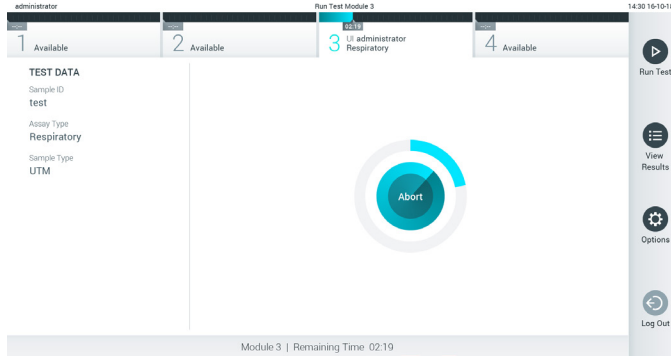 administrator
Run Test Module 3
14:30 16-10-18
--:--
--:--
02:19
--:--
1 Available
2 Available
3 UI administrator
Respiratory
4 Available
TEST DATA
Sample ID
test
Assay Type
Respiratory
Sample Type
UTM
Abort
Run Test
View
Results
Options
Log Out
Module 3 | Remaining Time 02:19